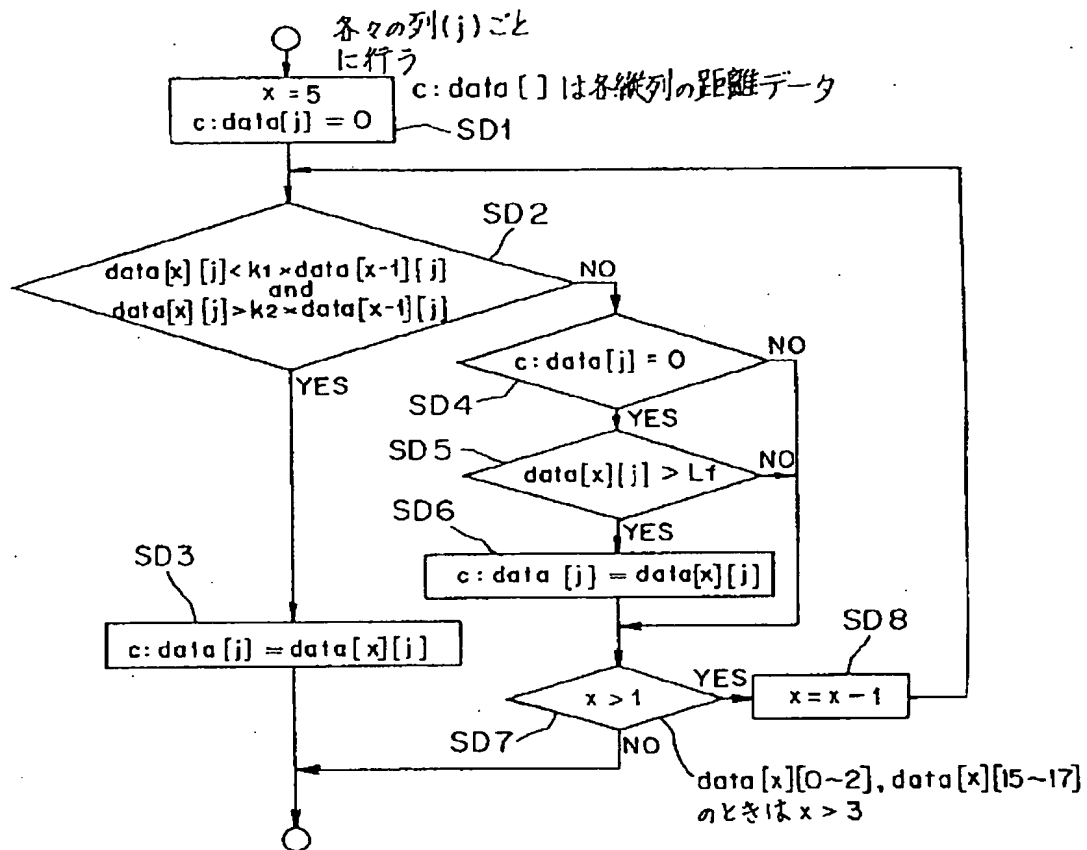 各々の列(j)ごと
に行う
c:data[]は各縦列の距離データ
x=5
c:data[j]=0
SD1
SD2
data[x][j]<k1×data[x-1][j]
and
data[x][j]>k2×data[x-1][j]
NO
YES
c:data[j]=0
NO
SD4
YES
SD5
data[x][j]>Lf
NO
SD6
YES
c:data[j]=data[x][j]
SD3
c:data[j]=data[x][j]
SD8
x>1
YES
x=x-1
SD7
NO
data[x][0~2],data[x][15~17]
のときはx>3